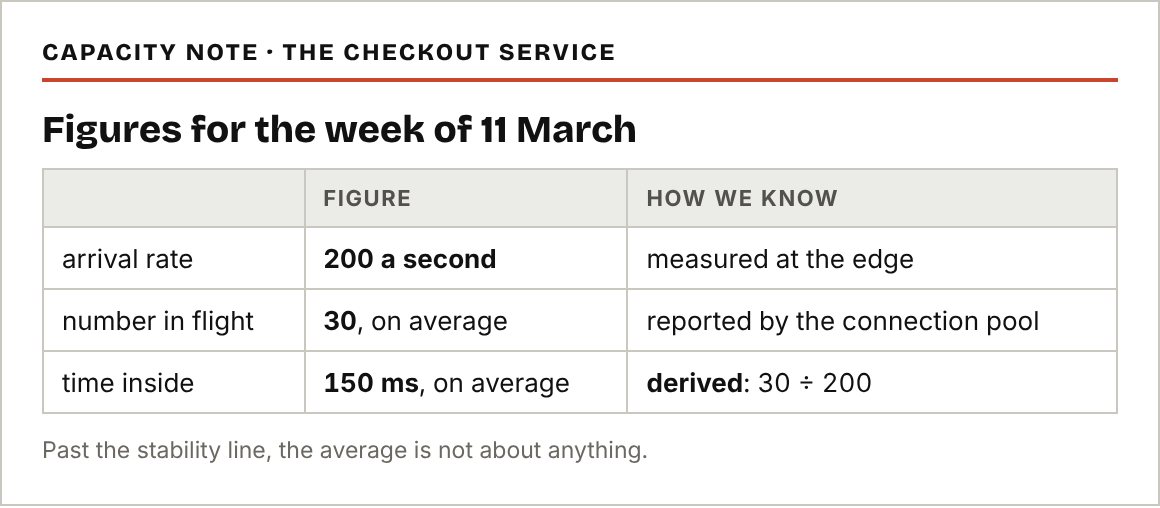 CAPACITY NOTE · THE CHECKOUT SERVICE
Figures for the week of 11 March
FIGURE HOW WE KNOW
arrival rate 200 a second measured at the edge
number in flight 30, on average reported by the connection pool
time inside 150 ms, on average derived: 30 ÷ 200
Past the stability line, the average is not about anything.